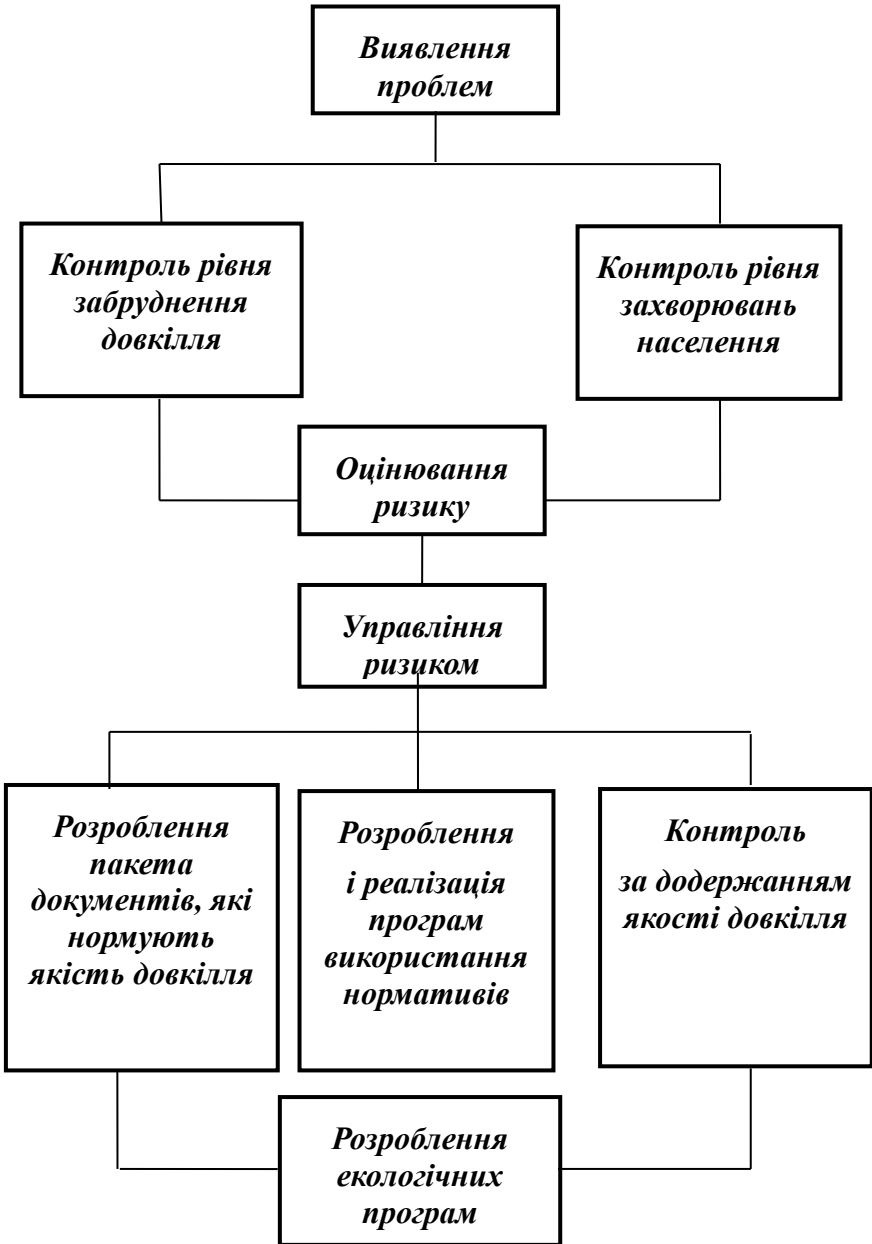 Виявлення
проблем
Контроль рівня
забруднення
довкілля
Контроль рівня
захворювань
населення
Оцінювання
ризику
Управління
ризиком
Розроблення
пакета
документів, які
нормують
якість довкілля
Розроблення
і реалізація
програм
використання
нормативів
Контроль
за додержанням
якості довкілля
Розроблення
екологічних
програм